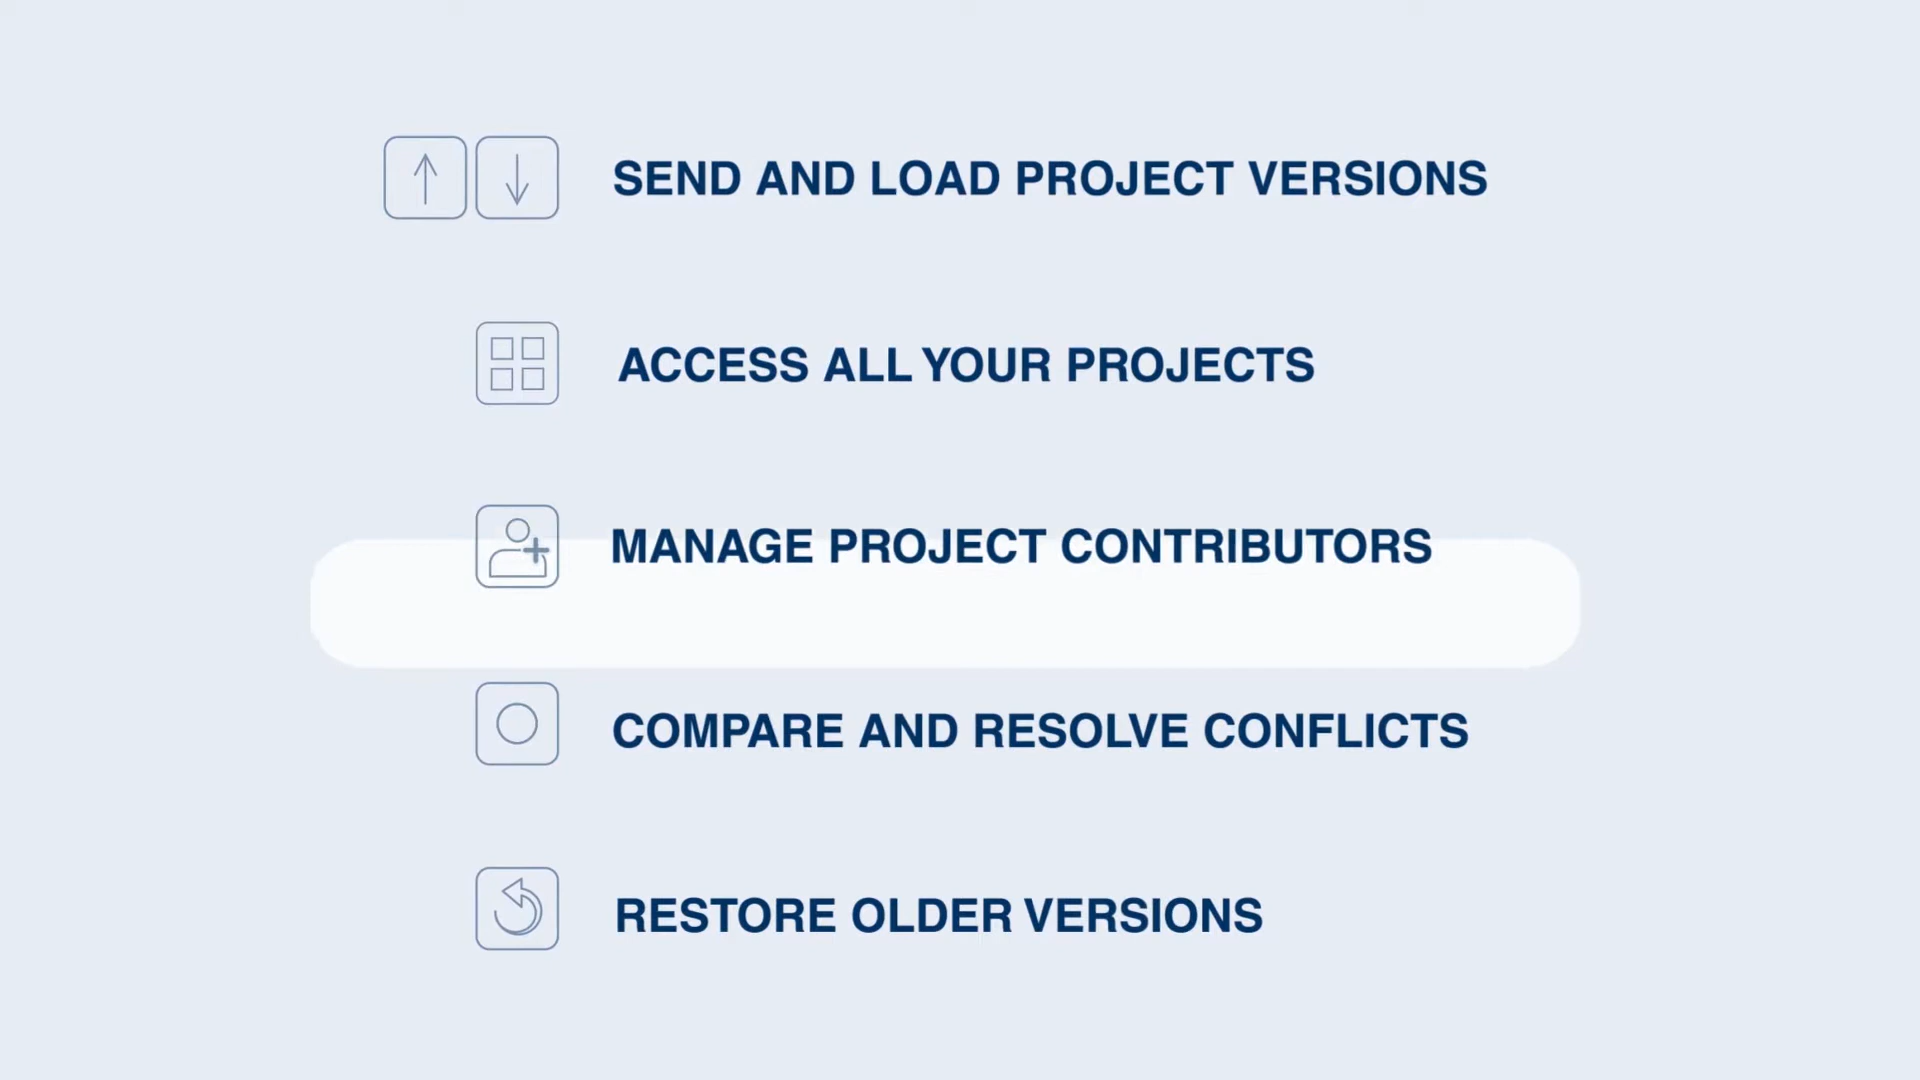 SEND AND LOAD PROJECT VERSIONS
ACCESS ALL YOUR PROJECTS
MANAGE PROJECT CONTRIBUTORS
COMPARE AND RESOLVE CONFLICTS
RESTORE OLDER VERSIONS